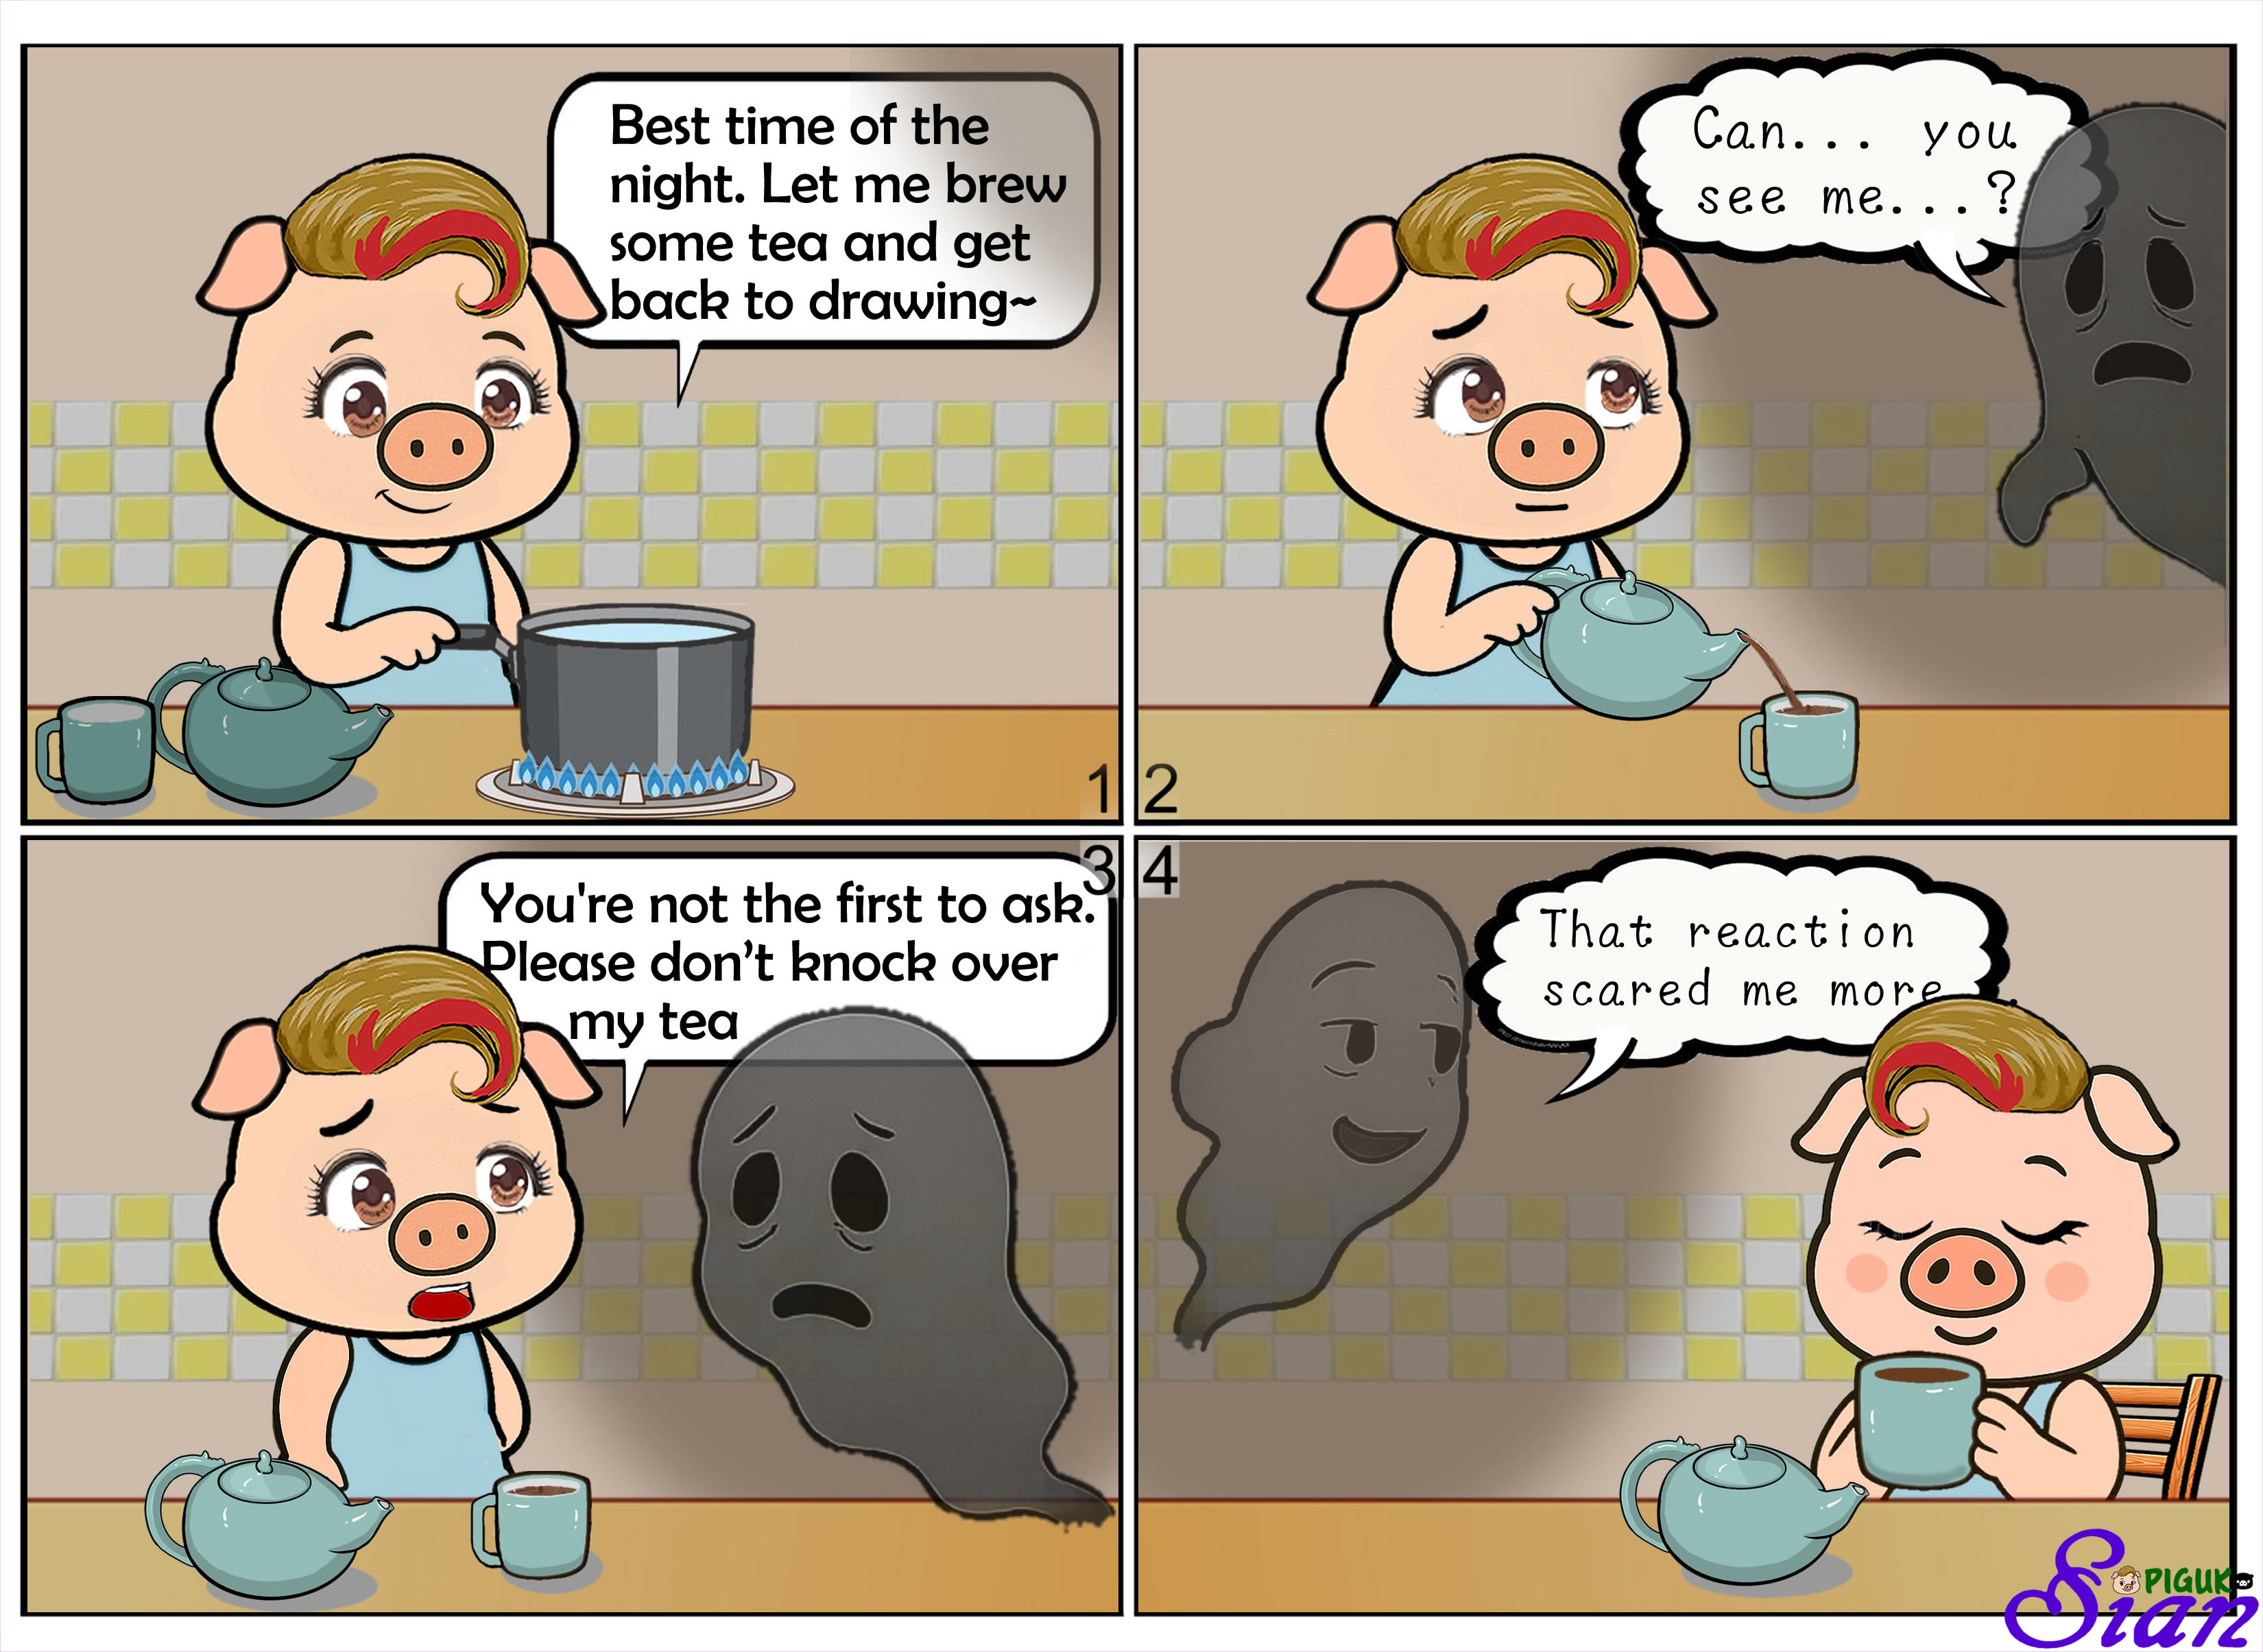 Best time of the
night. Let me brew
some tea and get
back to drawing~
1
Can... you
see me...?
2
3
You're not the first to ask.
Please don’t knock over
my tea
4
That reaction
scared me more
PIGUK
Sian